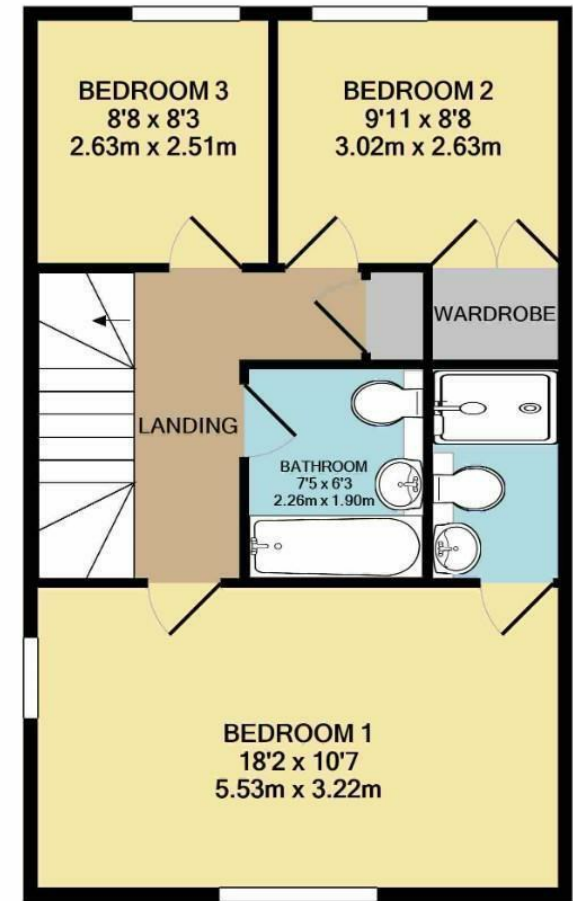 BEDROOM 3
8'8 x 8'3
2.63m x 2.51m
BEDROOM 2
9'11 x 8'8
3.02m x 2.63m
WARDROBE
LANDING
BATHROOM
7'5 x 6'3
2.26m x 1.90m
BEDROOM 1
18'2 x 10'7
5.53m x 3.22m